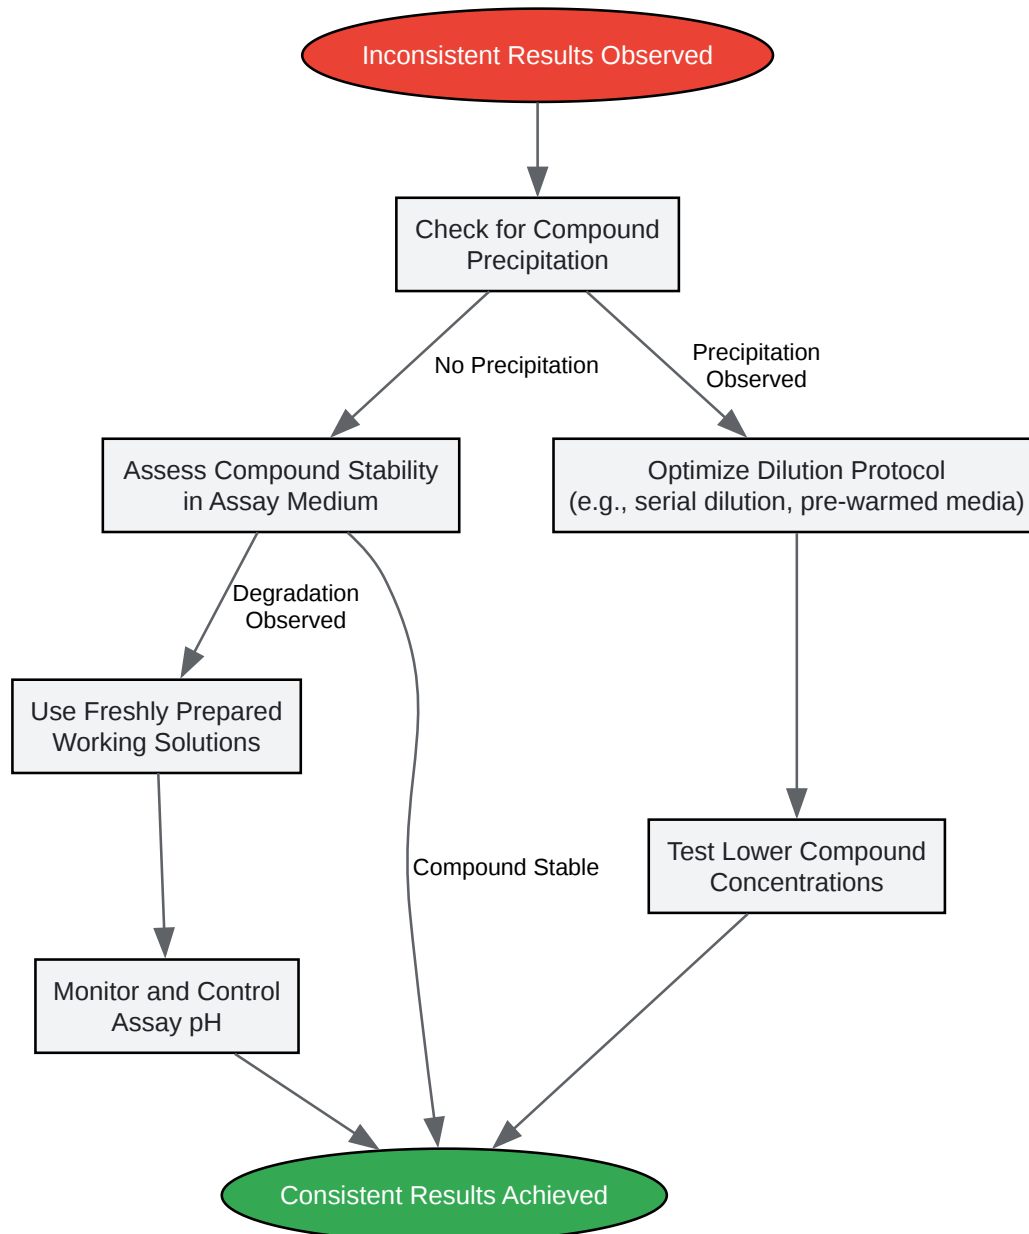 Inconsistent Results Observed
Check for Compound
Precipitation
No Precipitation
Precipitation
Observed
Assess Compound Stability
in Assay Medium
Optimize Dilution Protocol
(e.g., serial dilution, pre-warmed media)
Degradation
Observed
Use Freshly Prepared
Working Solutions
Compound Stable
Test Lower Compound
Concentrations
Monitor and Control
Assay pH
Consistent Results Achieved